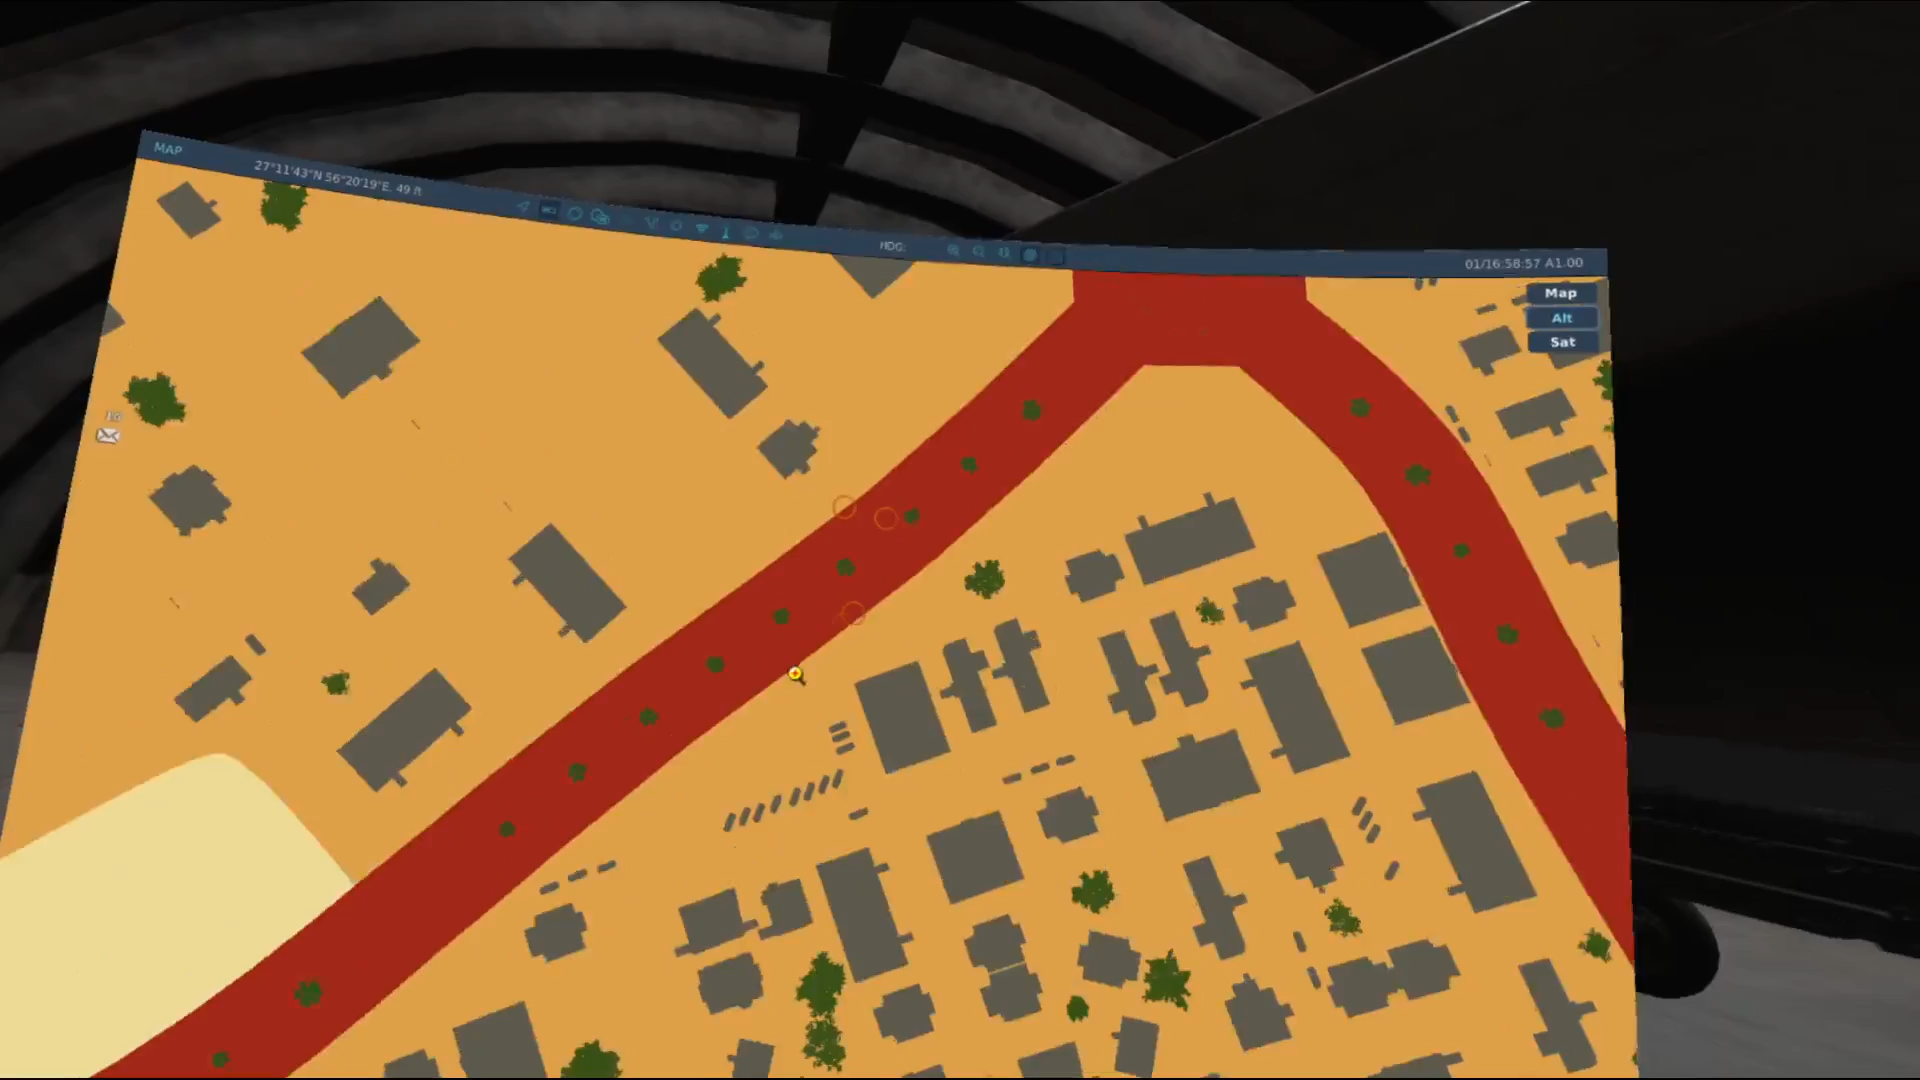 MAP
27°11'43"N 56°20'19"E, 49 ft
HDG:
01/16:58:57 A1.00
Map
Alt
Sat